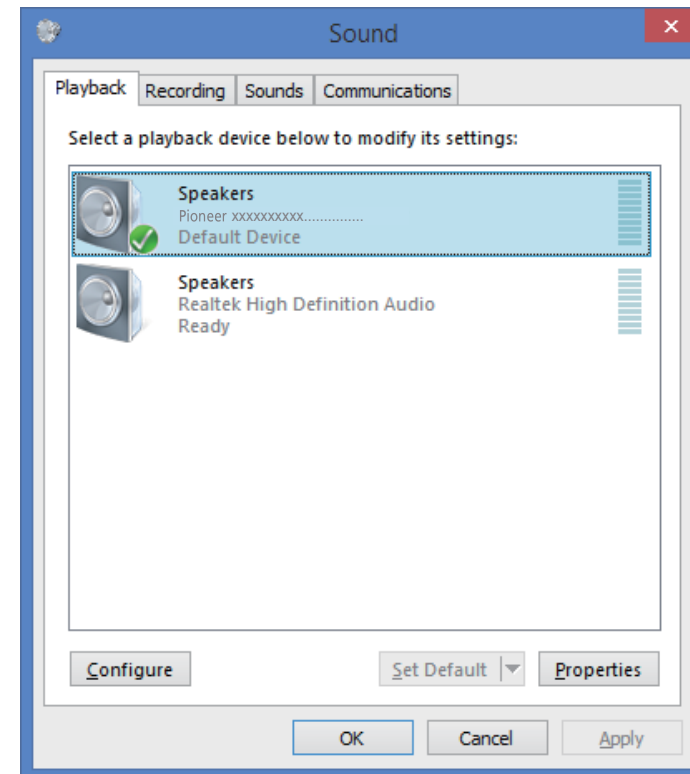 Sound
Playback Recording Sounds Communications
Select a playback device below to modify its settings:
Speakers
Pioneer xxxxxxxxxx..............
Default Device
Speakers
Realtek High Definition Audio
Ready
Configure Set Default Properties
OK Cancel Apply